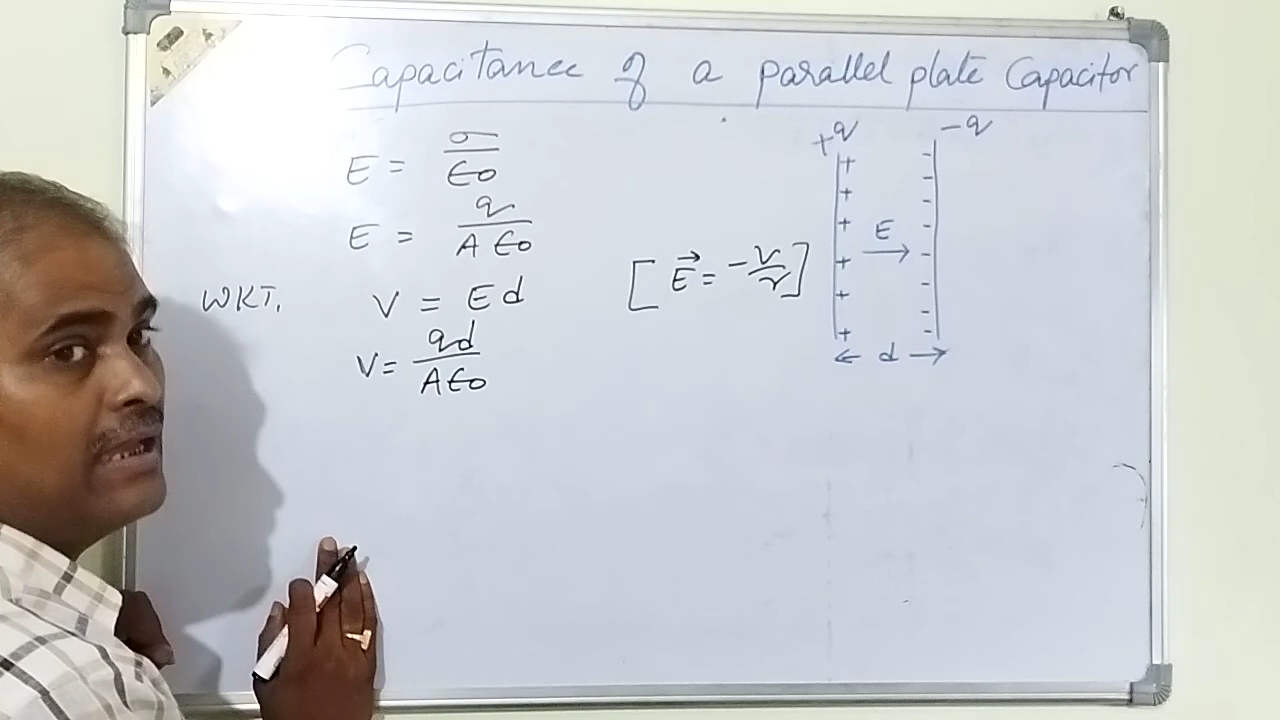 Capacitance of a parallel plate Capacitor
E = σ/ϵ0
E = q/Aϵ0
WKT, V = Ed
V = qd/Aϵ0
[E⃗ = -V/r]
+q -q
+ -
+ -
+ -
+ -
+ -
+ -
-
-
-
E →
← d →